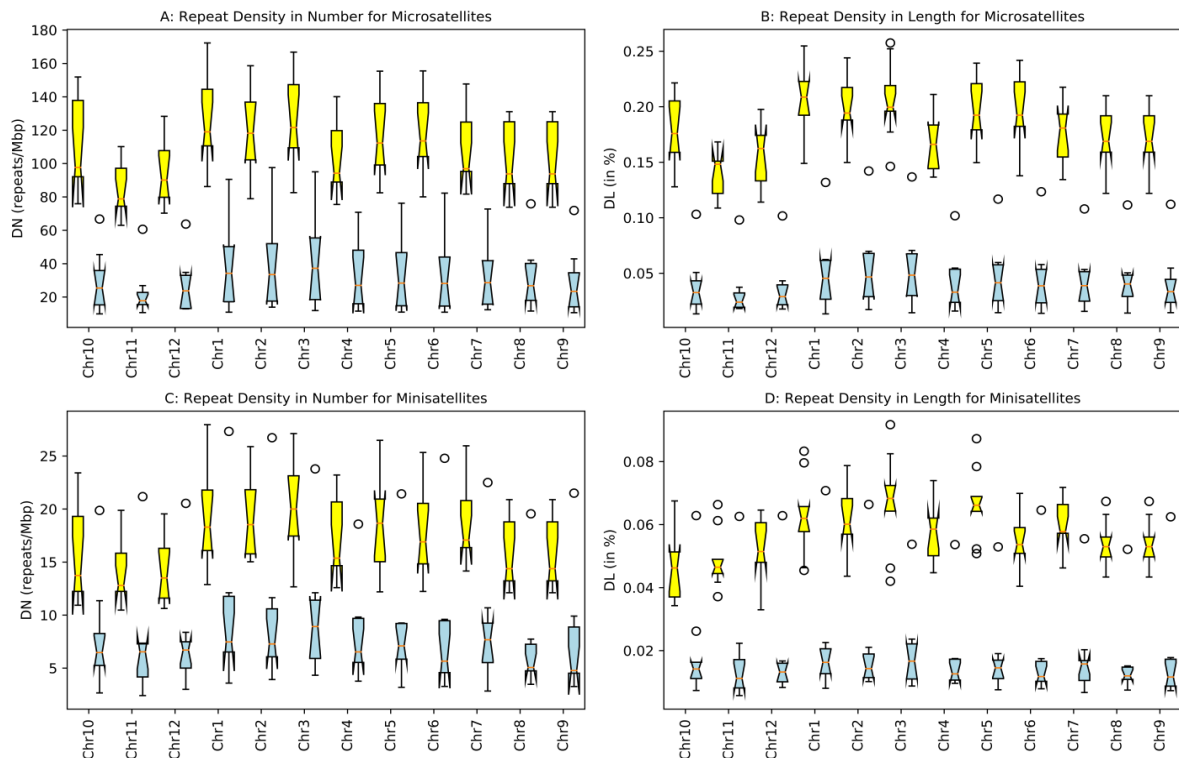 A: Repeat Density in Number for Microsatellites
DN (repeats/Mbp)
180
160
140
120
100
80
60
40
20
Chr10
Chr11
Chr12
Chr1
Chr2
Chr3
Chr4
Chr5
Chr6
Chr7
Chr8
Chr9
B: Repeat Density in Length for Microsatellites
DL (in %)
0.25
0.20
0.15
0.10
0.05
Chr10
Chr11
Chr12
Chr1
Chr2
Chr3
Chr4
Chr5
Chr6
Chr7
Chr8
Chr9
C: Repeat Density in Number for Minisatellites
DN (repeats/Mbp)
25
20
15
10
5
Chr10
Chr11
Chr12
Chr1
Chr2
Chr3
Chr4
Chr5
Chr6
Chr7
Chr8
Chr9
D: Repeat Density in Length for Minisatellites
DL (in %)
0.08
0.06
0.04
0.02
Chr10
Chr11
Chr12
Chr1
Chr2
Chr3
Chr4
Chr5
Chr6
Chr7
Chr8
Chr9